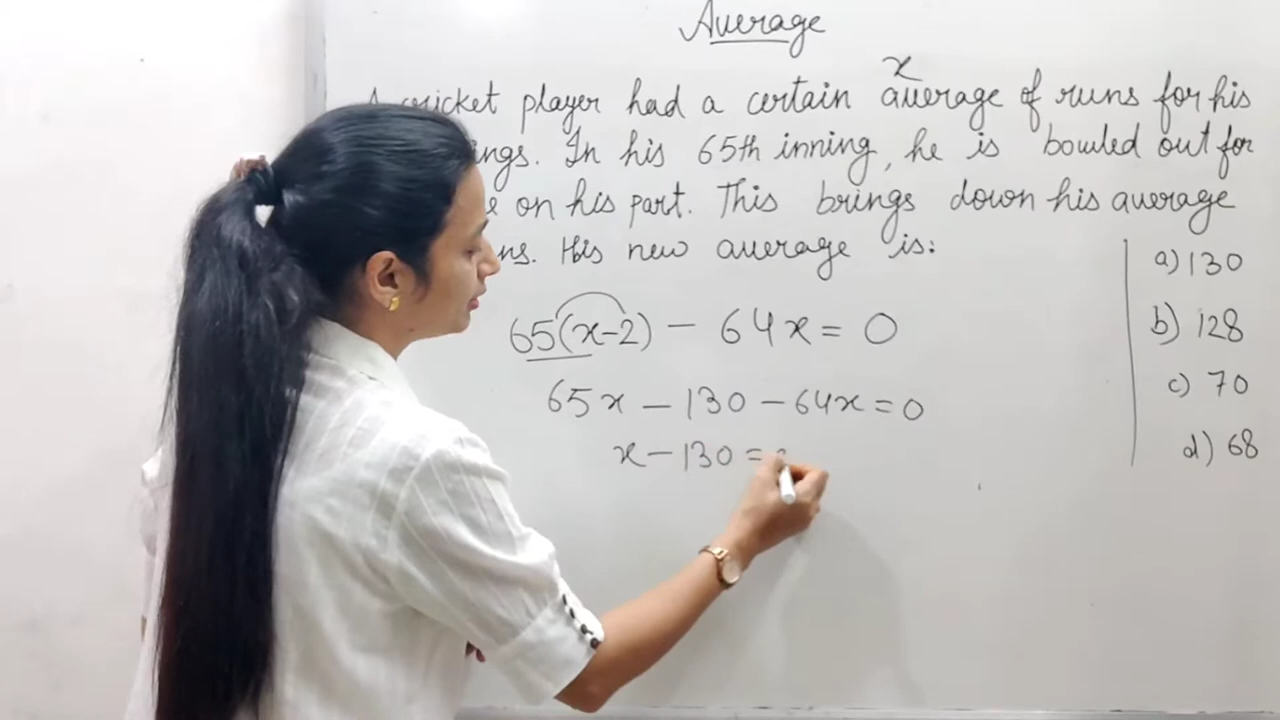 Average
x
A cricket player had a certain average of runs for his
ings. In his 65th inning, he is bowled out for
e on his part. This brings down his average
ns. His new average is:
a) 130
65(x-2) - 64x = 0
b) 128
c) 70
65x - 130 - 64x = 0
d) 68
x - 130 =